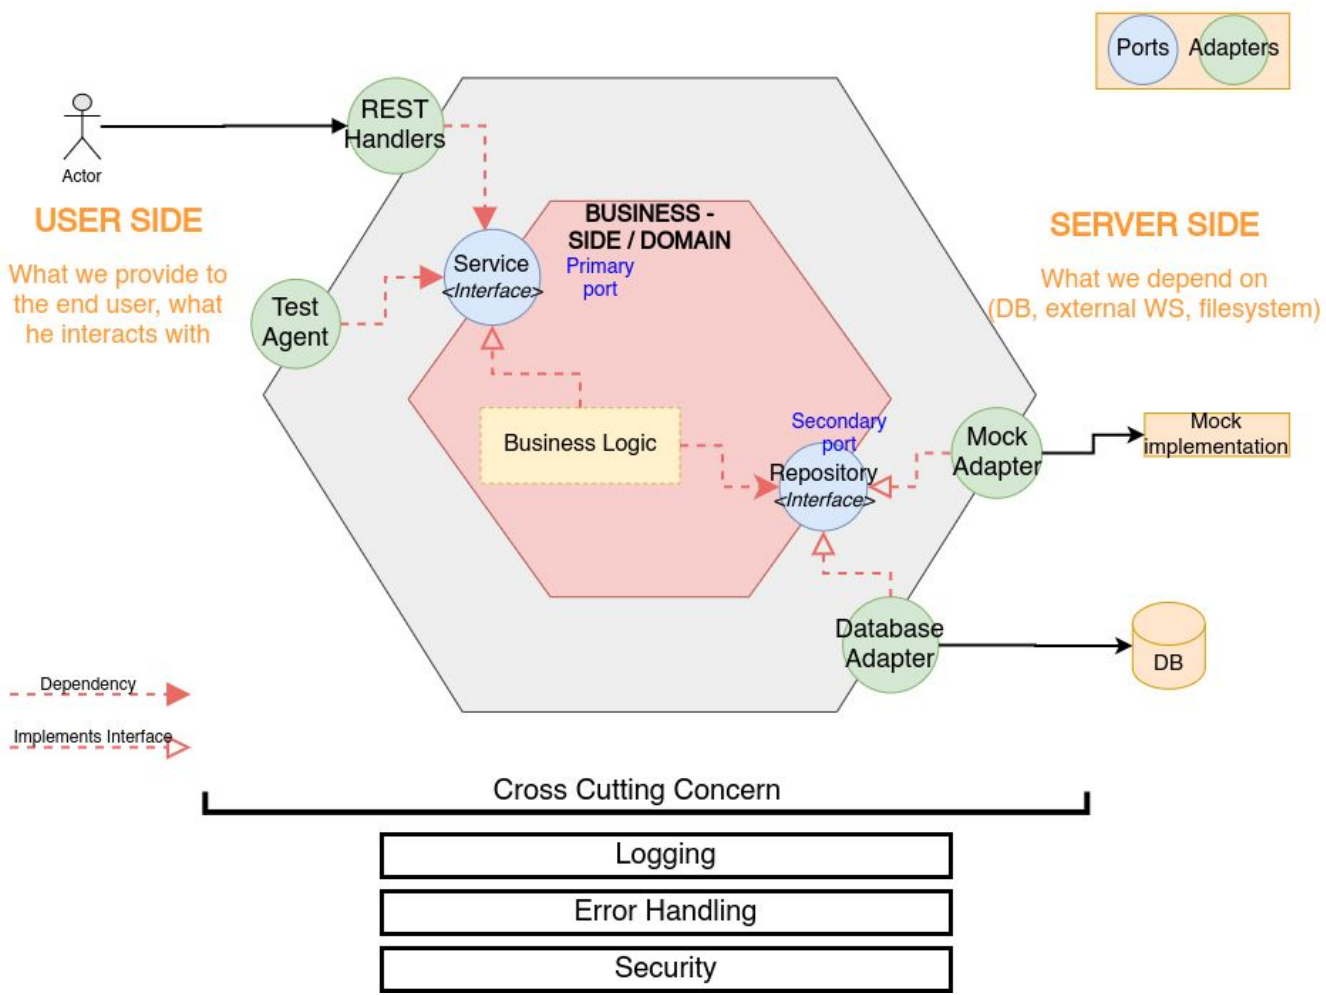 Ports
Adapters
REST
Handlers
Actor
USER SIDE
What we provide to
the end user, what
he interacts with
BUSINESS -
SIDE / DOMAIN
Primary
port
Service
<Interface>
Test
Agent
SERVER SIDE
What we depend on
(DB, external WS, filesystem)
Business Logic
Secondary
port
Repository
<Interface>
Mock
Adapter
Mock
implementation
Database
Adapter
DB
Dependency
Implements Interface
Cross Cutting Concern
Logging
Error Handling
Security